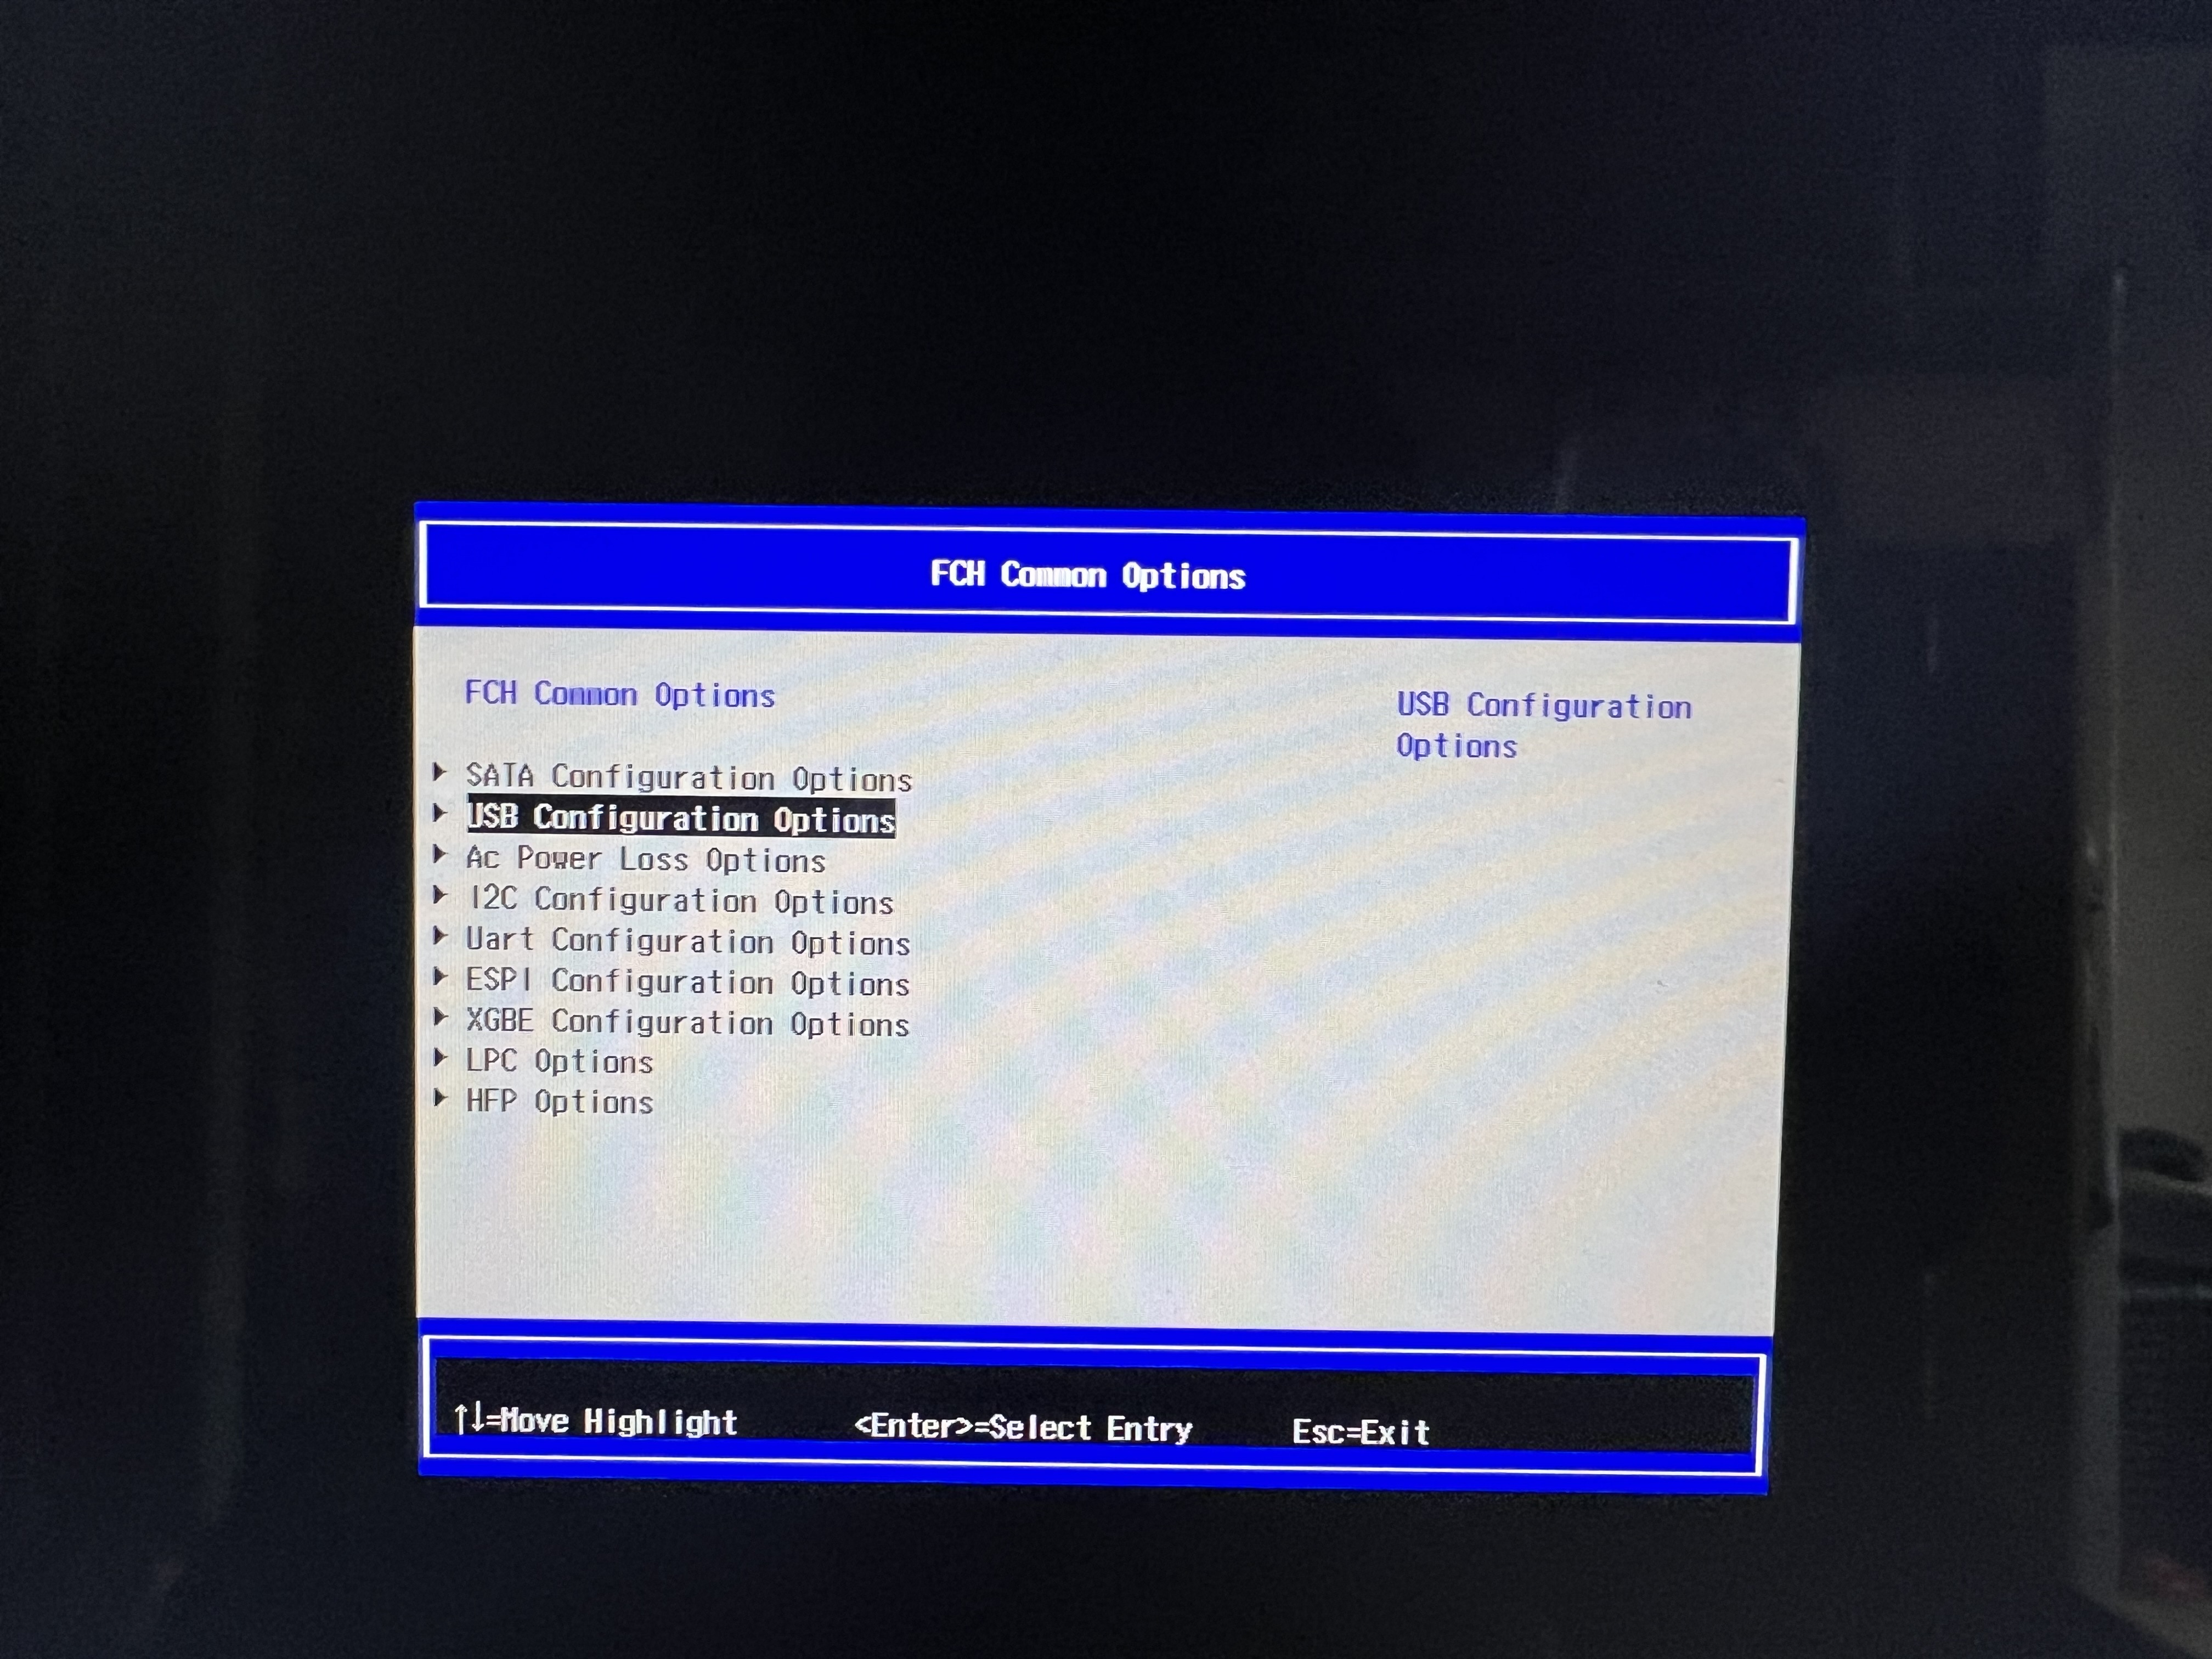 FCH Common Options
FCH Common Options
USB Configuration
Options
SATA Configuration Options
USB Configuration Options
Ac Power Loss Options
I2C Configuration Options
Uart Configuration Options
ESPI Configuration Options
XGBE Configuration Options
LPC Options
HFP Options
↑↓=Move Highlight <Enter>=Select Entry Esc=Exit